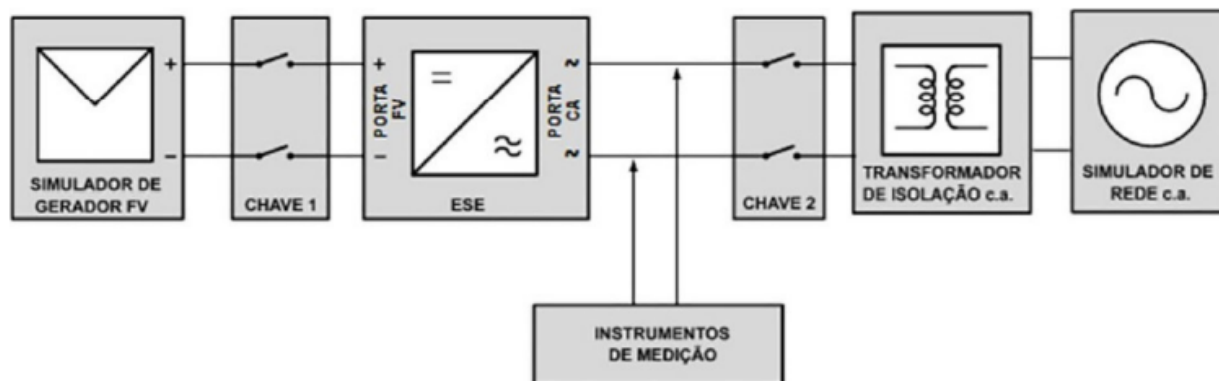 SIMULADOR DE
GERADOR FV
+
−
CHAVE 1
+
−
PORTA
FV
PORTA
CA
~
~
ESE
CHAVE 2
TRANSFORMADOR
DE ISOLAÇÃO c.a.
SIMULADOR DE
REDE c.a.
INSTRUMENTOS
DE MEDIÇÃO